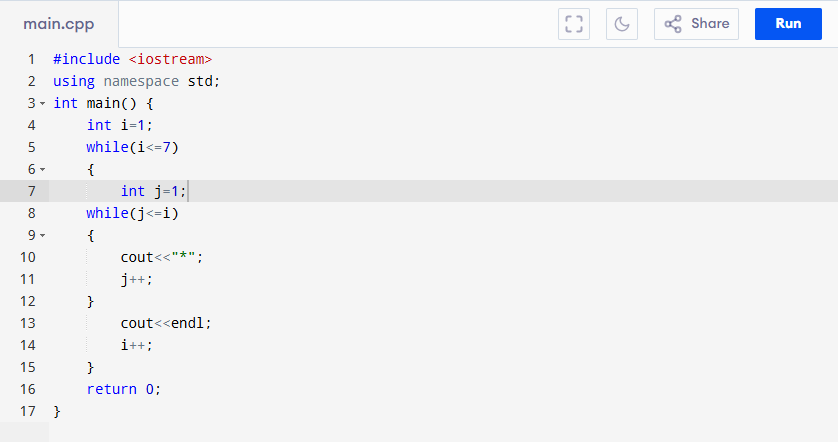 main.cpp Share Run
1 #include <iostream>
2 using namespace std;
3 int main() {
4     int i=1;
5     while(i<=7)
6     {
7         int j=1;
8     while(j<=i)
9     {
10         cout<<"*";
11         j++;
12     }
13         cout<<endl;
14         i++;
15     }
16     return 0;
17 }